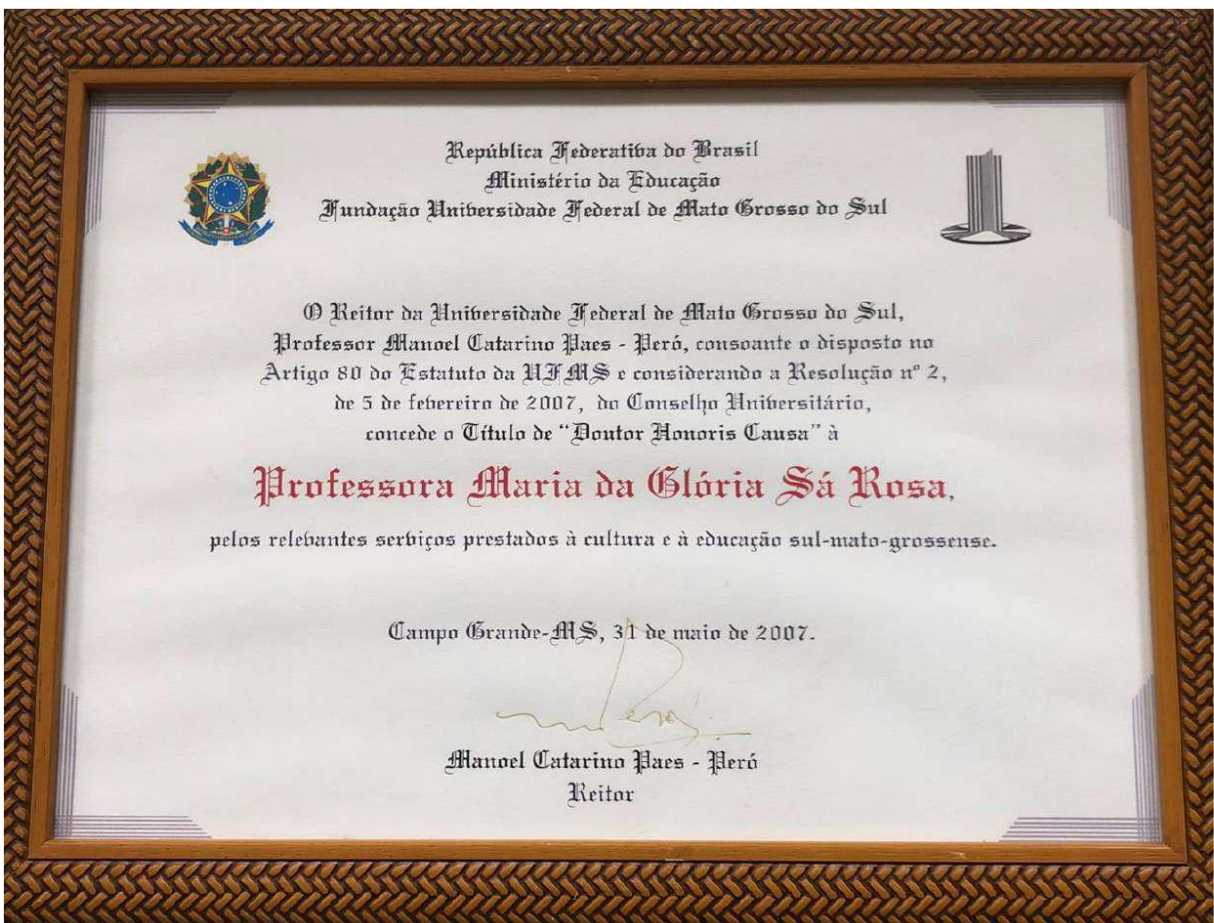 República Federativa do Brasil
Ministério da Educação
Fundação Universidade Federal de Mato Grosso do Sul
O Reitor da Universidade Federal de Mato Grosso do Sul,
Professor Manoel Catarino Paes - Peró, consoante o disposto no
Artigo 80 do Estatuto da UFMS e considerando a Resolução nº 2,
de 5 de fevereiro de 2007, do Conselho Universitário,
concede o Título de “Doutor Honoris Causa” à
Professora Maria da Glória Sá Rosa,
pelos relevantes serviços prestados à cultura e à educação sul-mato-grossense.
Campo Grande-MS, 31 de maio de 2007.
Manoel Catarino Paes - Peró
Reitor